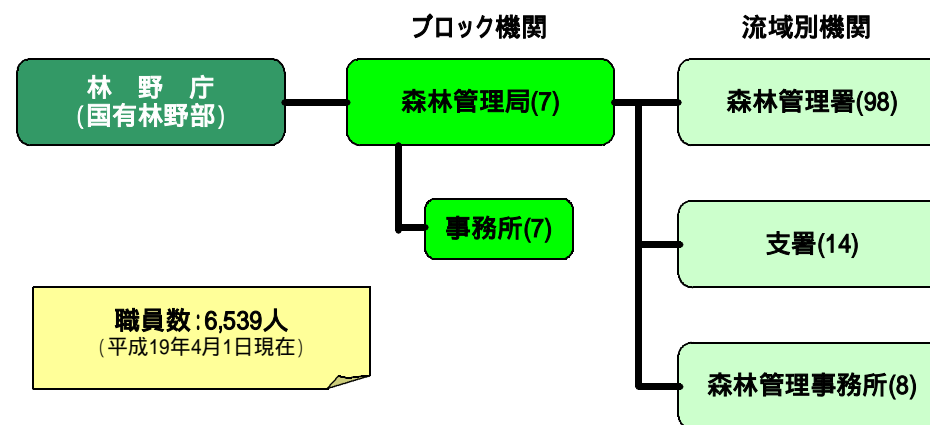 ブロック機関
流域別機関
林 野 庁
(国有林野部)
森林管理局(7)
森林管理署(98)
事務所(7)
支署(14)
職員数:6,539人
(平成19年4月1日現在)
森林管理事務所(8)